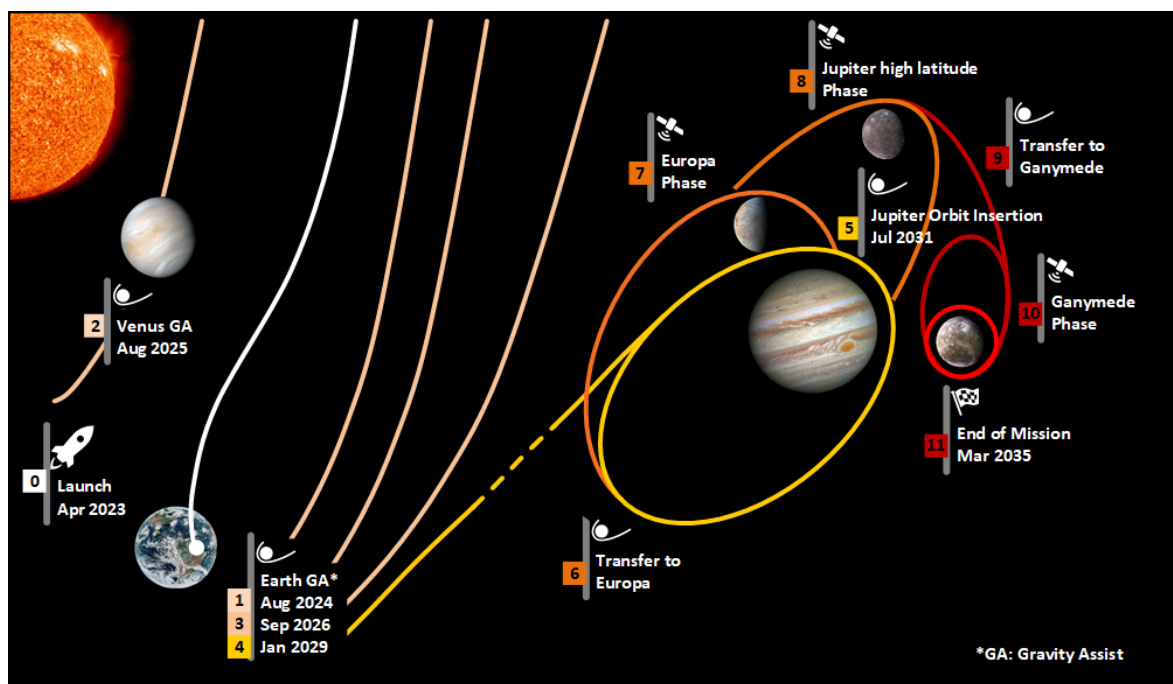 8
Jupiter high latitude
Phase
7
Europa
Phase
9
Transfer to
Ganymede
5
Jupiter Orbit Insertion
Jul 2031
2
Venus GA
Aug 2025
10
Ganymede
Phase
0
Launch
Apr 2023
11
End of Mission
Mar 2035
Earth GA*
1 Aug 2024
3 Sep 2026
4 Jan 2029
6
Transfer to
Europa
*GA: Gravity Assist